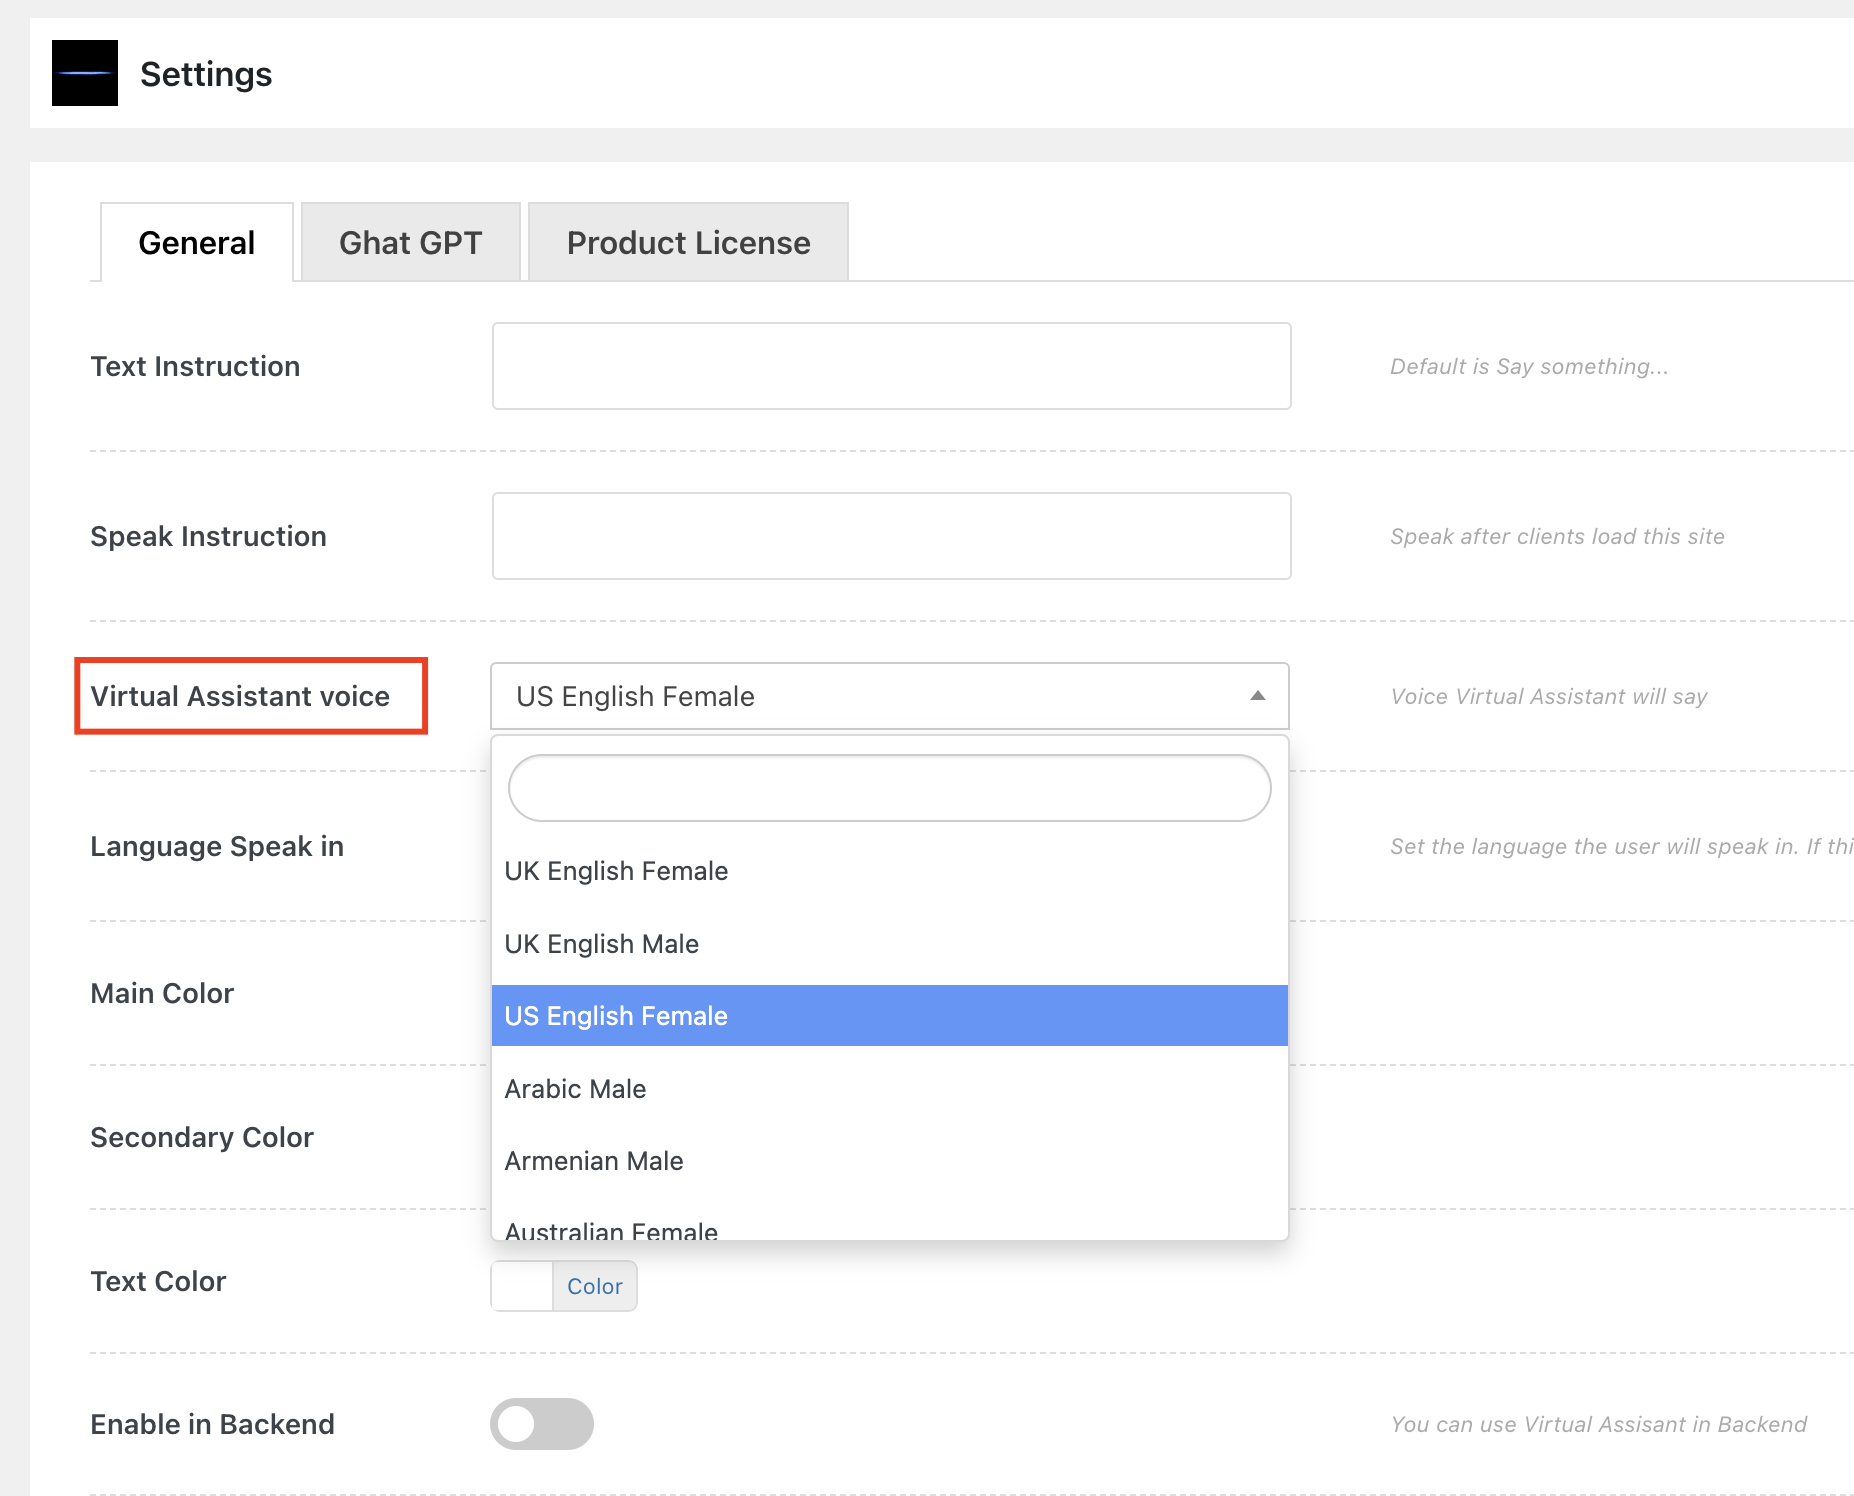 Settings
General
Ghat GPT
Product License
Text Instruction
Default is Say something...
Speak Instruction
Speak after clients load this site
Virtual Assistant voice
US English Female
Voice Virtual Assistant will say
UK English Female
UK English Male
US English Female
Arabic Male
Armenian Male
Australian Female
Language Speak in
Set the language the user will speak in. If thi
Main Color
Secondary Color
Text Color
Color
Enable in Backend
You can use Virtual Assisant in Backend